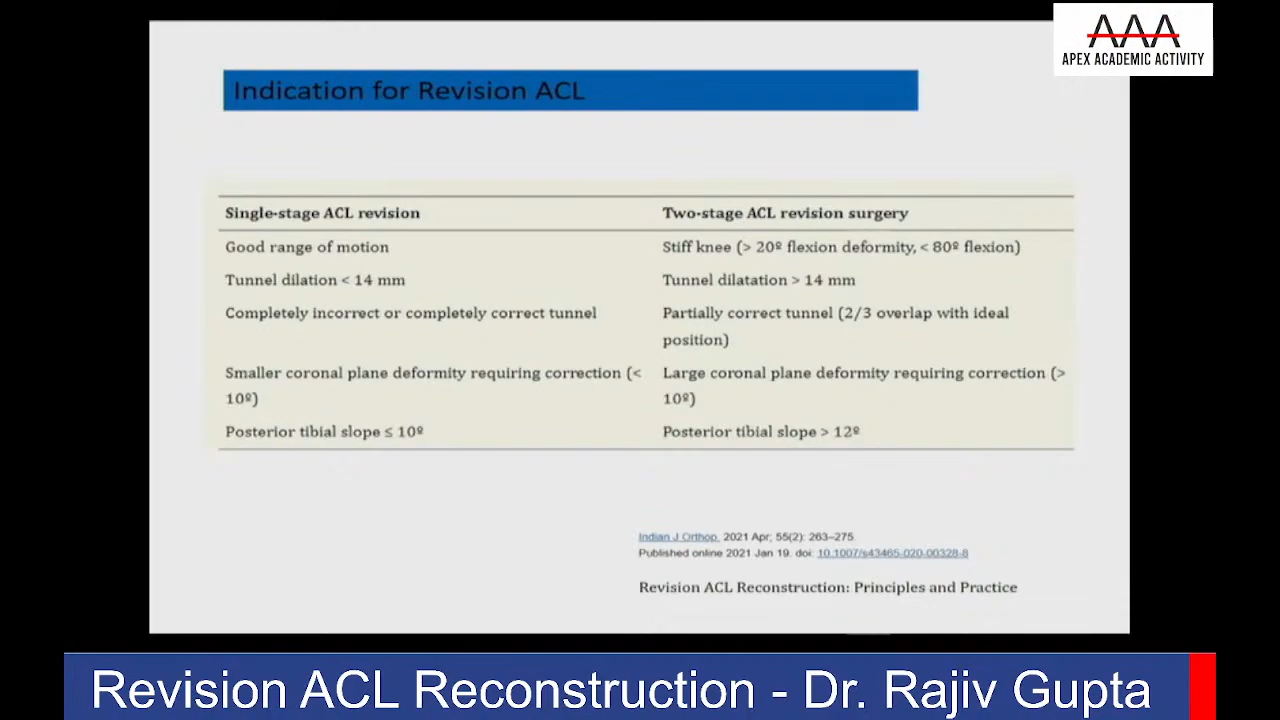 AAA
APEX ACADEMIC ACTIVITY
Indication for Revision ACL
Single-stage ACL revision
Two-stage ACL revision surgery
Good range of motion
Stiff knee (> 20º flexion deformity, < 80º flexion)
Tunnel dilation < 14 mm
Tunnel dilatation > 14 mm
Completely incorrect or completely correct tunnel
Partially correct tunnel (2/3 overlap with ideal
position)
Smaller coronal plane deformity requiring correction (<
10º)
Large coronal plane deformity requiring correction (>
10º)
Posterior tibial slope ≤ 10º
Posterior tibial slope > 12º
Indian J Orthop. 2021 Apr; 55(2): 263–275.
Published online 2021 Jan 19. doi: 10.1007/s43465-020-00328-8
Revision ACL Reconstruction: Principles and Practice
Revision ACL Reconstruction - Dr. Rajiv Gupta